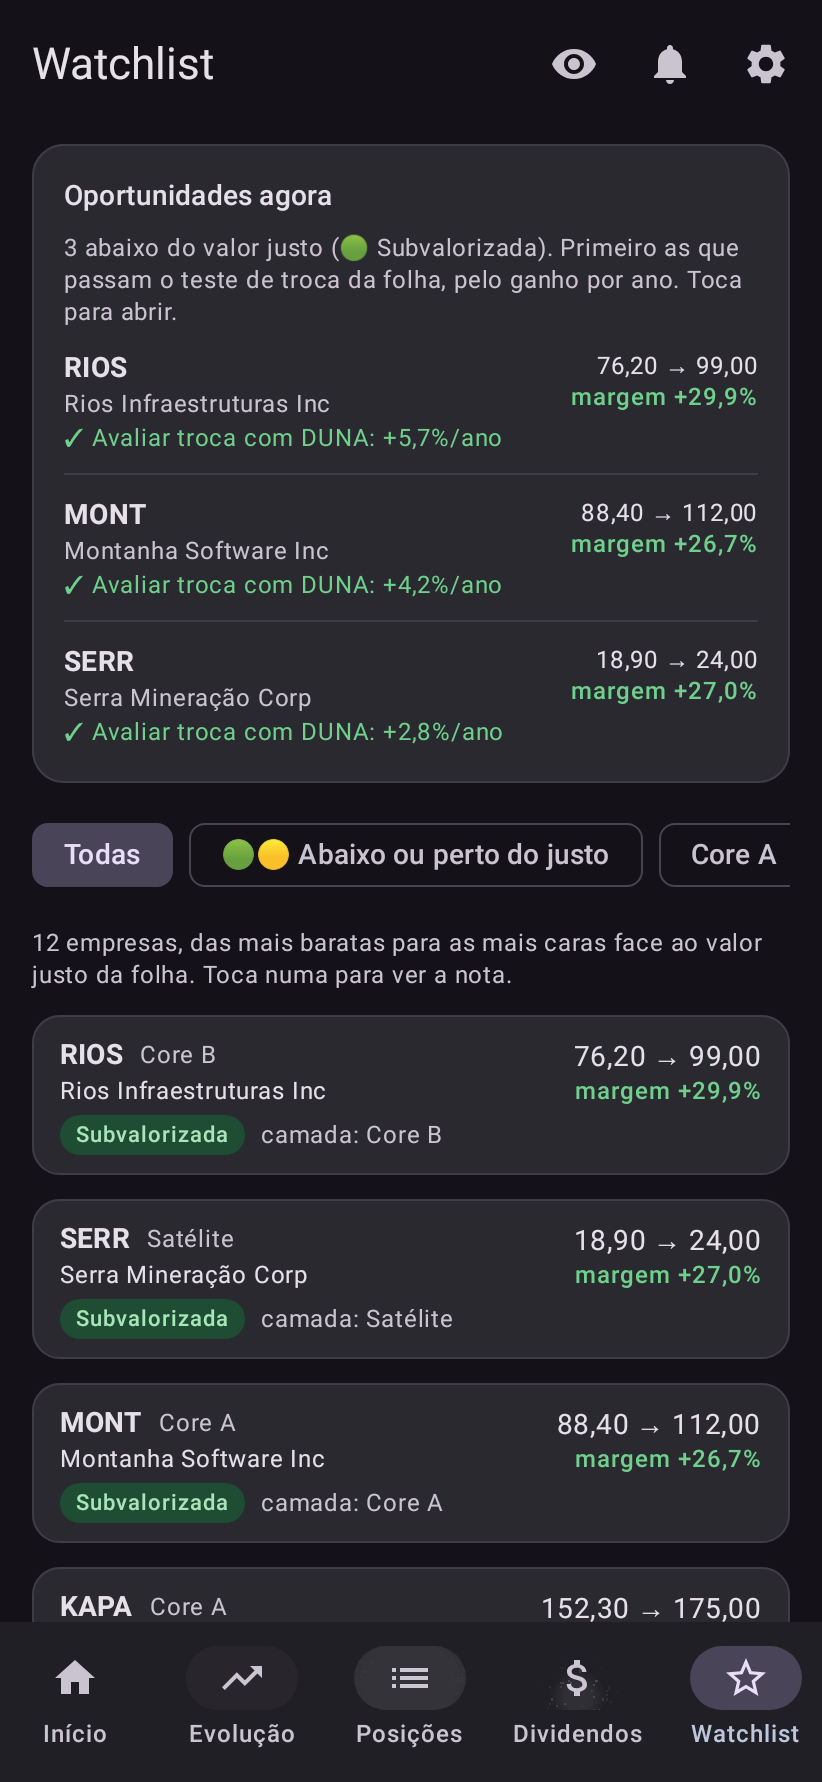 Watchlist
Oportunidades agora
3 abaixo do valor justo (🟢 Subvalorizada). Primeiro as que
passam o teste de troca da folha, pelo ganho por ano. Toca
para abrir.
RIOS
76,20 → 99,00
Rios Infraestruturas Inc
margem +29,9%
✓ Avaliar troca com DUNA: +5,7%/ano
MONT
88,40 → 112,00
Montanha Software Inc
margem +26,7%
✓ Avaliar troca com DUNA: +4,2%/ano
SERR
18,90 → 24,00
Serra Mineração Corp
margem +27,0%
✓ Avaliar troca com DUNA: +2,8%/ano
Todas
🟢🟡 Abaixo ou perto do justo
Core A
12 empresas, das mais baratas para as mais caras face ao valor
justo da folha. Toca numa para ver a nota.
RIOS Core B
76,20 → 99,00
Rios Infraestruturas Inc
margem +29,9%
Subvalorizada camada: Core B
SERR Satélite
18,90 → 24,00
Serra Mineração Corp
margem +27,0%
Subvalorizada camada: Satélite
MONT Core A
88,40 → 112,00
Montanha Software Inc
margem +26,7%
Subvalorizada camada: Core A
KAPA Core A
152,30 → 175,00
Início
Evolução
Posições
Dividendos
Watchlist